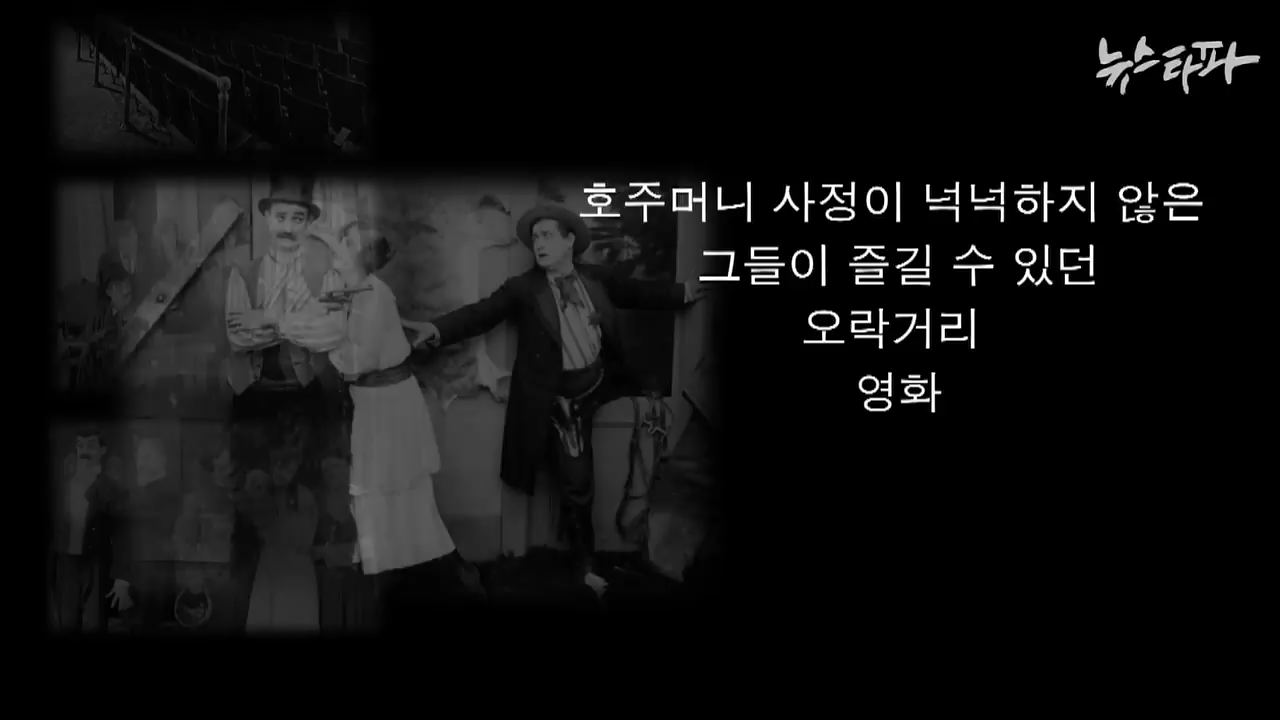 뉴스타파
호주머니 사정이 넉넉하지 않은
그들이 즐길 수 있던
오락거리
영화